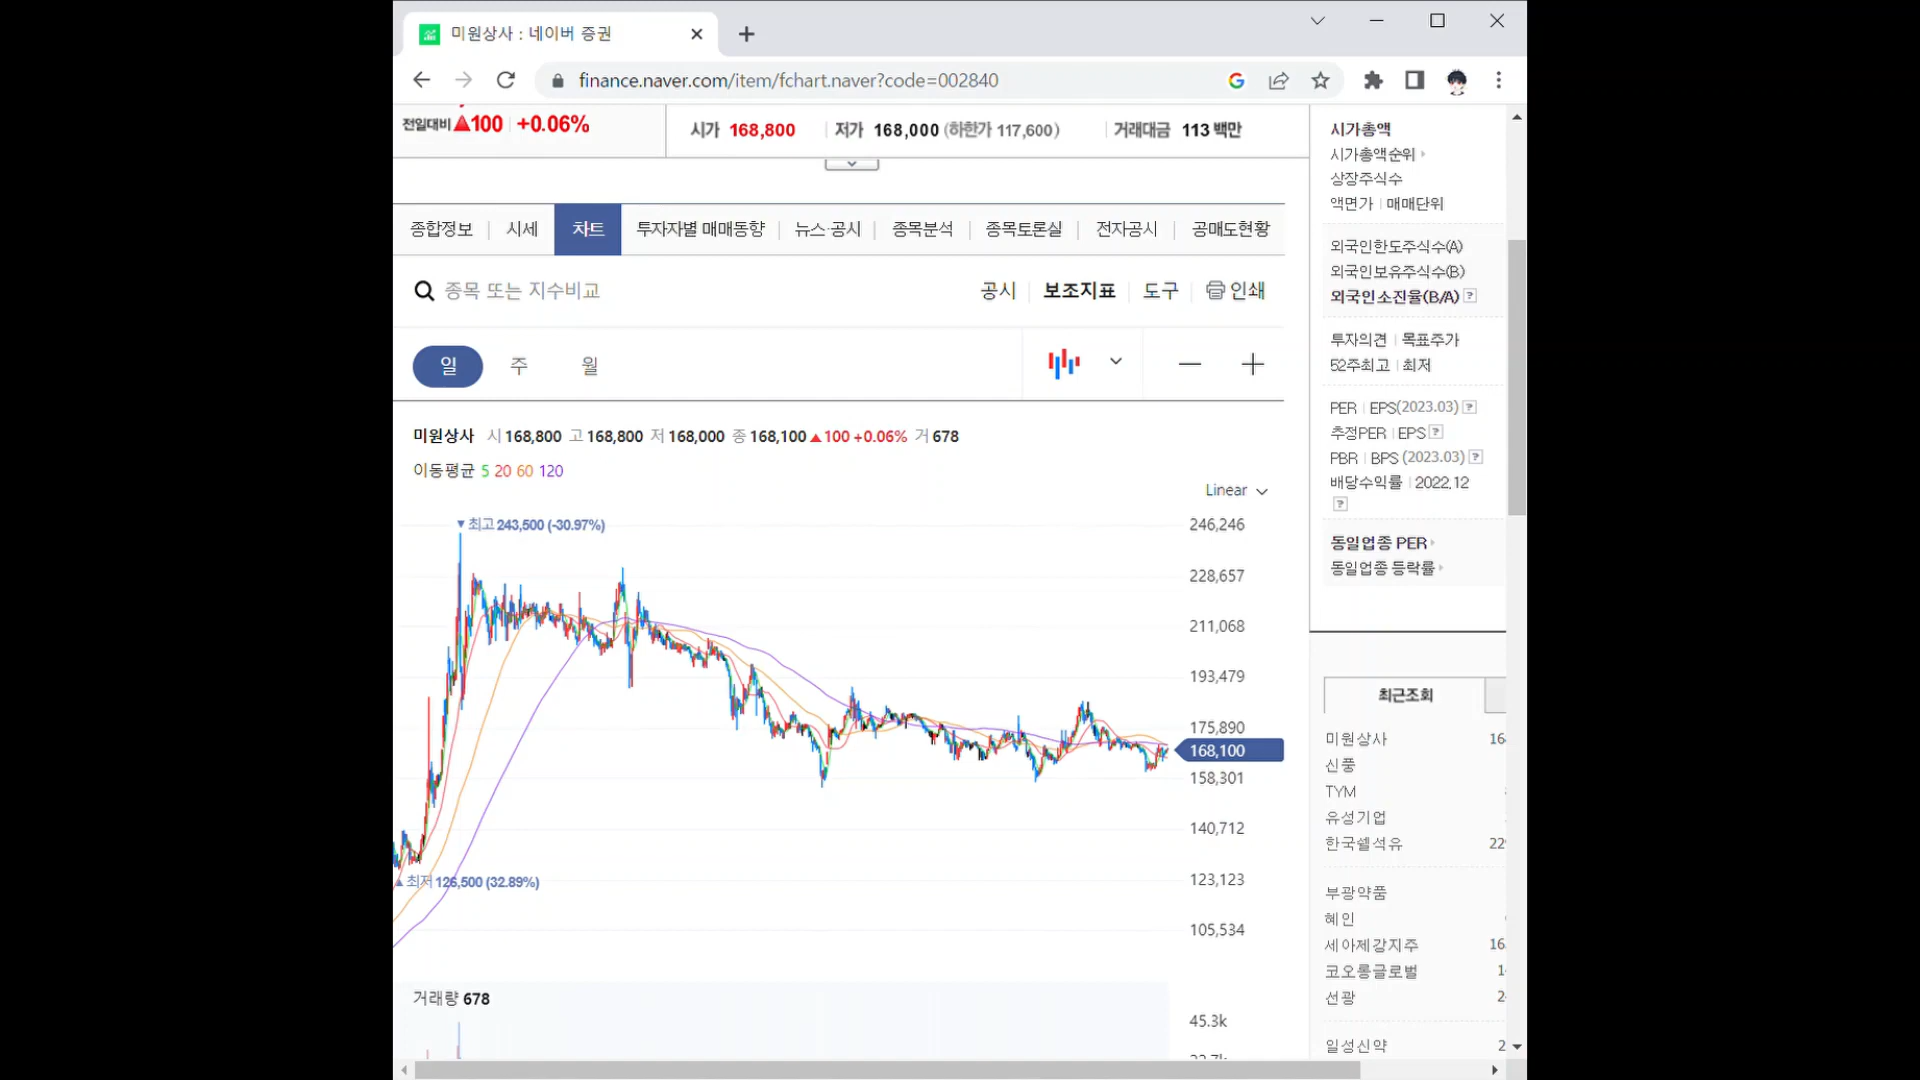 미원상사 : 네이버 증권
finance.naver.com/item/fchart.naver?code=002840
전일대비 ▲100 +0.06%
시가 168,800 저가 168,000 (하한가 117,600) 거래대금 113 백만
종합정보 시세 차트 투자자별 매매동향 뉴스·공시 종목분석 종목토론실 전자공시 공매도현황
종목 또는 지수비교
공시 보조지표 도구 인쇄
일 주 월
미원상사 시 168,800 고 168,800 저 168,000 종 168,100 ▲100 +0.06% 거 678
이동평균 5 20 60 120
Linear
▼최고 243,500 (-30.97%)
246,246
228,657
211,068
193,479
175,890
168,100
158,301
140,712
▲최저 126,500 (32.89%)
123,123
105,534
거래량 678
45.3k
시가총액
시가총액순위
상장주식수
액면가 매매단위
외국인한도주식수(A)
외국인보유주식수(B)
외국인소진율(B/A) ?
투자의견 목표주가
52주최고 최저
PER EPS(2023.03) ?
추정PER EPS ?
PBR BPS (2023.03) ?
배당수익률 2022.12
?
동일업종 PER
동일업종 등락률
최근조회
미원상사 16
신풍
TYM
유성기업
한국쉘석유 22
부광약품
혜인
세아제강지주 16
코오롱글로벌 1
선광 2
일성신약 2